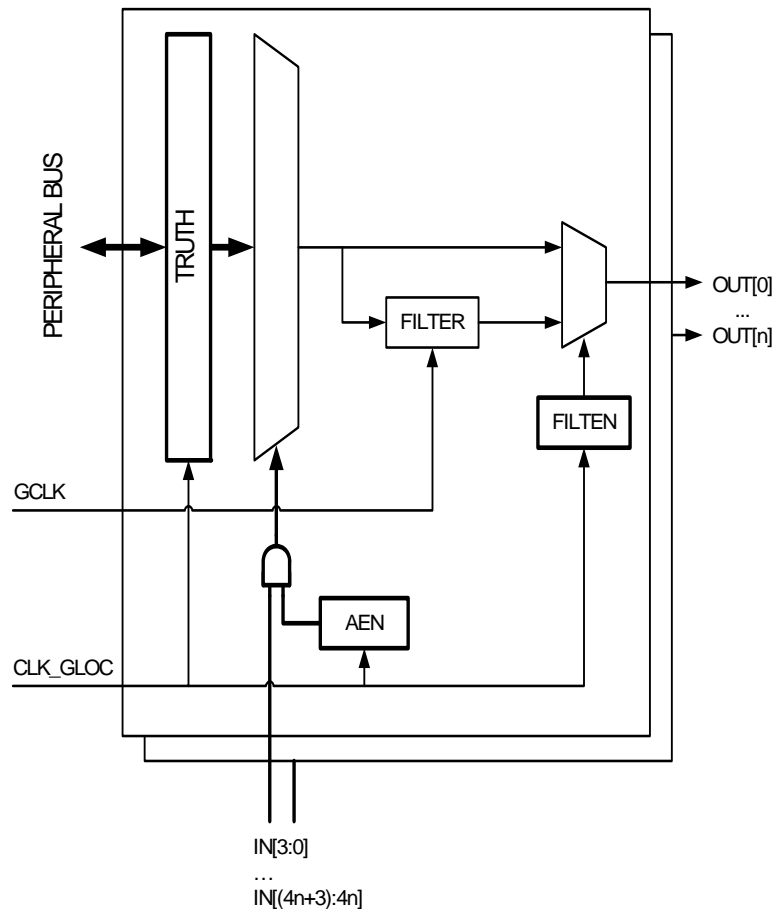 PERIPHERAL BUS
TRUTH
FILTER
OUT[0]
...
OUT[n]
FILTEN
GCLK
AEN
CLK_GLOC
IN[3:0]
...
IN[(4n+3):4n]